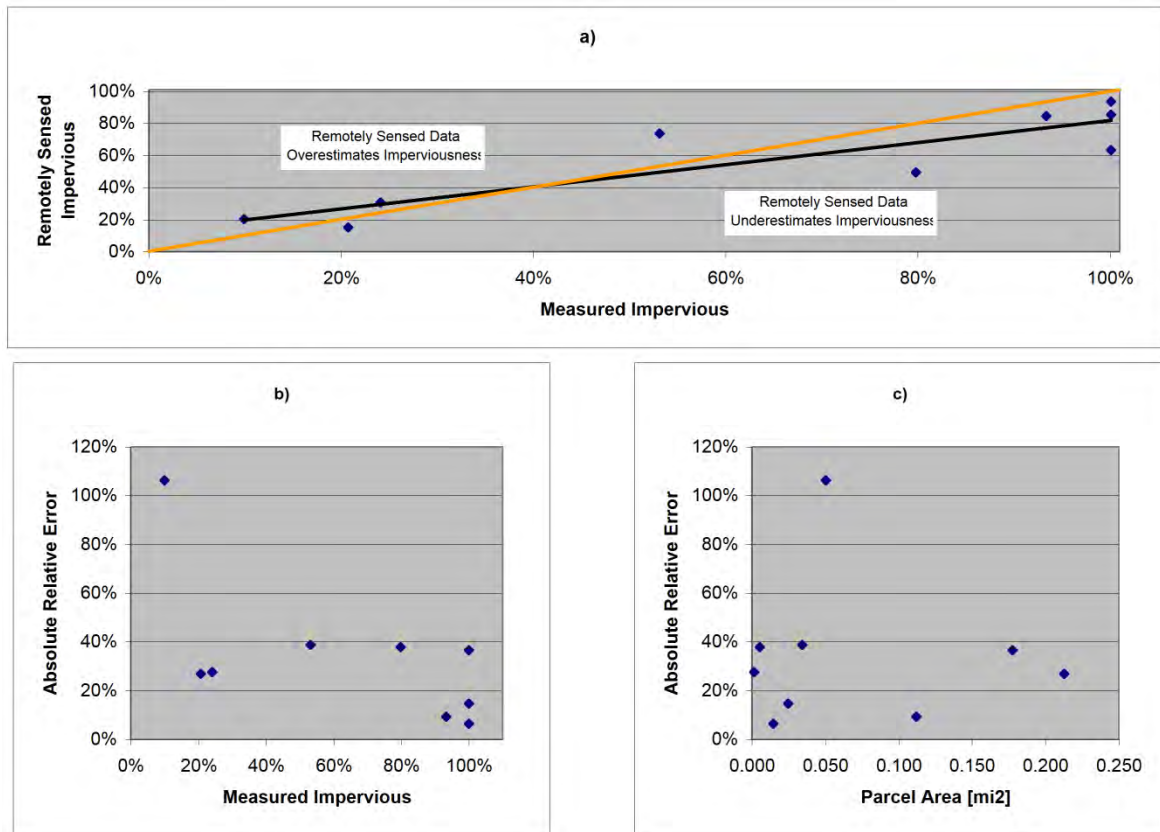 a)
Remotely Sensed
Impervious
100%
80%
60%
40%
20%
0%
Remotely Sensed Data
Overestimates Imperviousness
Remotely Sensed Data
Underestimates Imperviousness
0% 20% 40% 60% 80% 100%
Measured Impervious
b)
Absolute Relative Error
120%
100%
80%
60%
40%
20%
0%
0% 20% 40% 60% 80% 100%
Measured Impervious
c)
Absolute Relative Error
120%
100%
80%
60%
40%
20%
0%
0.000 0.050 0.100 0.150 0.200 0.250
Parcel Area [mi2]